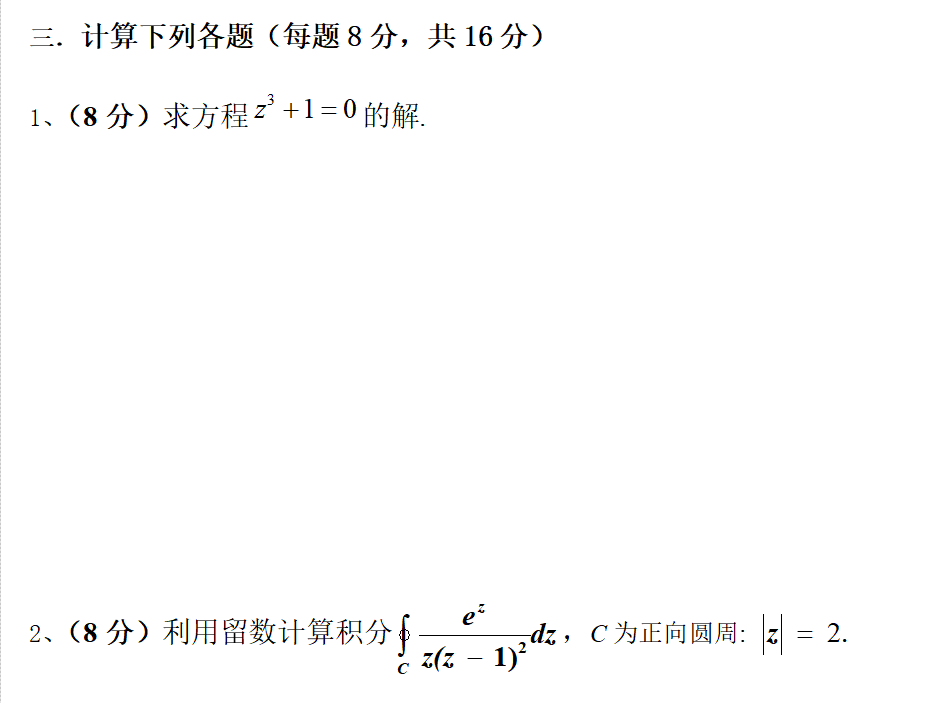 三. 计算下列各题（每题 8 分，共 16 分）
1、（8 分）求方程 z³ + 1 = 0 的解.
2、（8 分）利用留数计算积分 ∮_C e^z / z(z − 1)² dz， C 为正向圆周: |z| = 2.